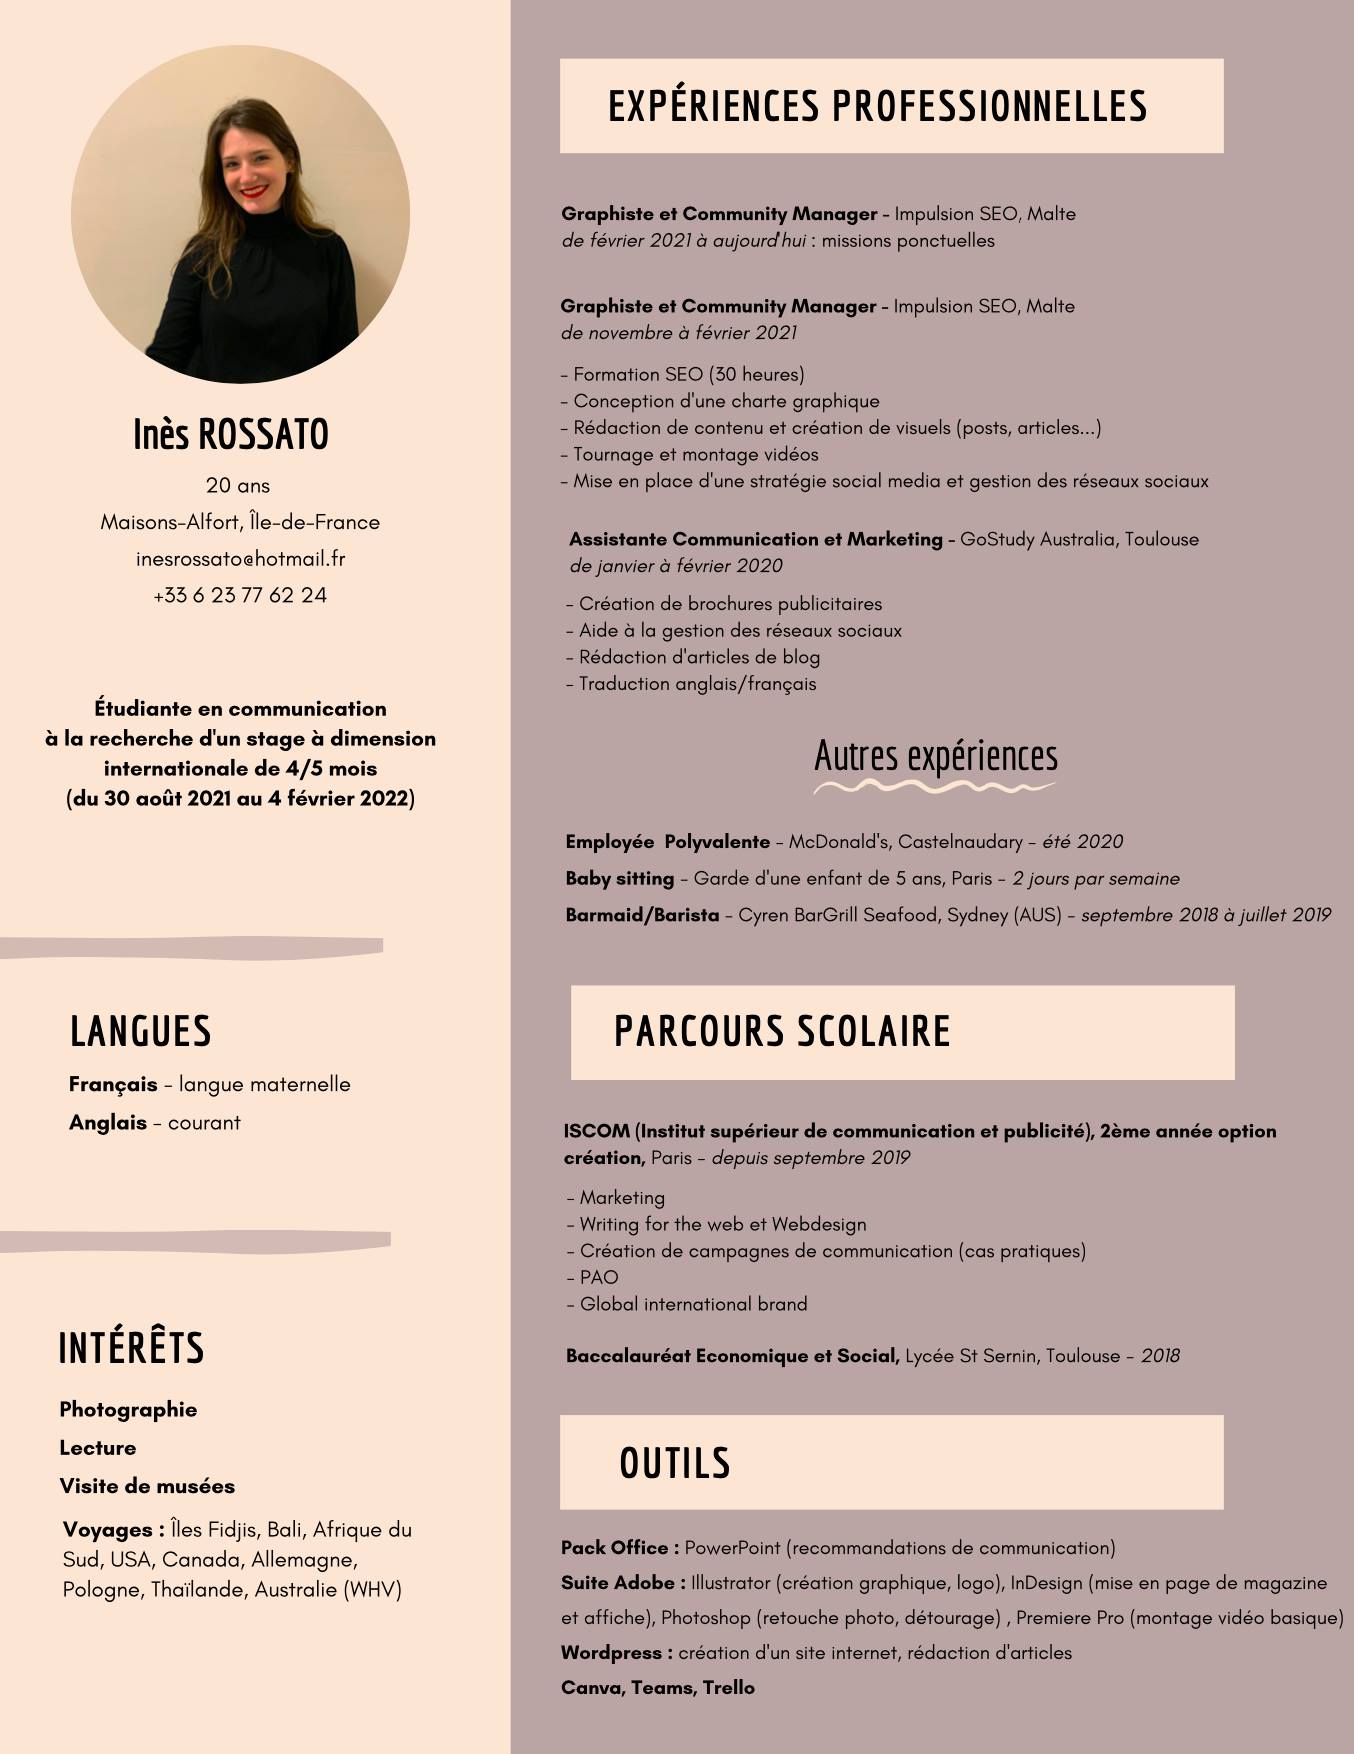 Inès ROSSATO
20 ans
Maisons-Alfort, Île-de-France
inesrossato@hotmail.fr
+33 6 23 77 62 24
Étudiante en communication
à la recherche d'un stage à dimension
internationale de 4/5 mois
(du 30 août 2021 au 4 février 2022)
LANGUES
Français - langue maternelle
Anglais - courant
INTÉRÊTS
Photographie
Lecture
Visite de musées
Voyages : Îles Fidjis, Bali, Afrique du
Sud, USA, Canada, Allemagne,
Pologne, Thaïlande, Australie (WHV)
EXPÉRIENCES PROFESSIONNELLES
Graphiste et Community Manager - Impulsion SEO, Malte
de février 2021 à aujourd'hui : missions ponctuelles
Graphiste et Community Manager - Impulsion SEO, Malte
de novembre à février 2021
- Formation SEO (30 heures)
- Conception d'une charte graphique
- Rédaction de contenu et création de visuels (posts, articles...)
- Tournage et montage vidéos
- Mise en place d'une stratégie social media et gestion des réseaux sociaux
Assistante Communication et Marketing - GoStudy Australia, Toulouse
de janvier à février 2020
- Création de brochures publicitaires
- Aide à la gestion des réseaux sociaux
- Rédaction d'articles de blog
- Traduction anglais/français
Autres expériences
Employée Polyvalente - McDonald's, Castelnaudary - été 2020
Baby sitting - Garde d'une enfant de 5 ans, Paris - 2 jours par semaine
Barmaid/Barista - Cyren BarGrill Seafood, Sydney (AUS) - septembre 2018 à juillet 2019
PARCOURS SCOLAIRE
ISCOM (Institut supérieur de communication et publicité), 2ème année option
création, Paris - depuis septembre 2019
- Marketing
- Writing for the web et Webdesign
- Création de campagnes de communication (cas pratiques)
- PAO
- Global international brand
Baccalauréat Economique et Social, Lycée St Sernin, Toulouse - 2018
OUTILS
Pack Office : PowerPoint (recommandations de communication)
Suite Adobe : Illustrator (création graphique, logo), InDesign (mise en page de magazine
et affiche), Photoshop (retouche photo, détourage) , Premiere Pro (montage vidéo basique)
Wordpress : création d'un site internet, rédaction d'articles
Canva, Teams, Trello